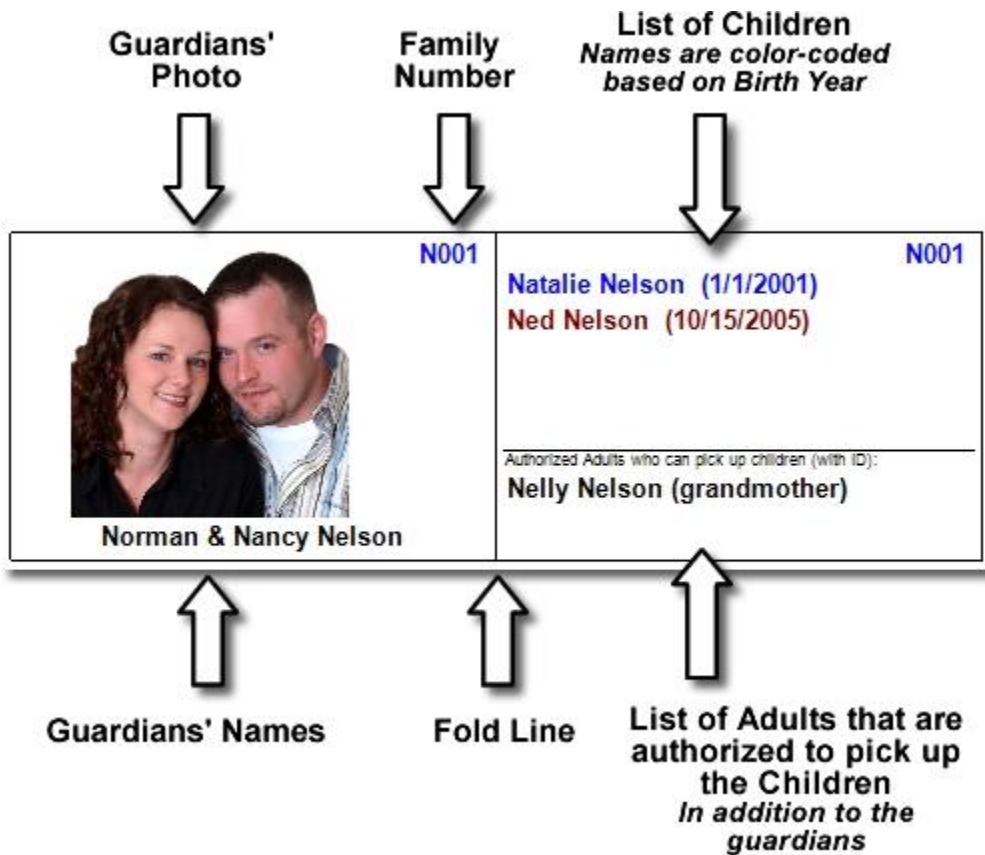 Guardians'
Photo
Family
Number
List of Children
Names are color-coded
based on Birth Year
N001
Norman & Nancy Nelson
N001
Natalie Nelson (1/1/2001)
Ned Nelson (10/15/2005)
Authorized Adults who can pick up children (with ID):
Nelly Nelson (grandmother)
Guardians' Names
Fold Line
List of Adults that are
authorized to pick up
the Children
In addition to the
guardians